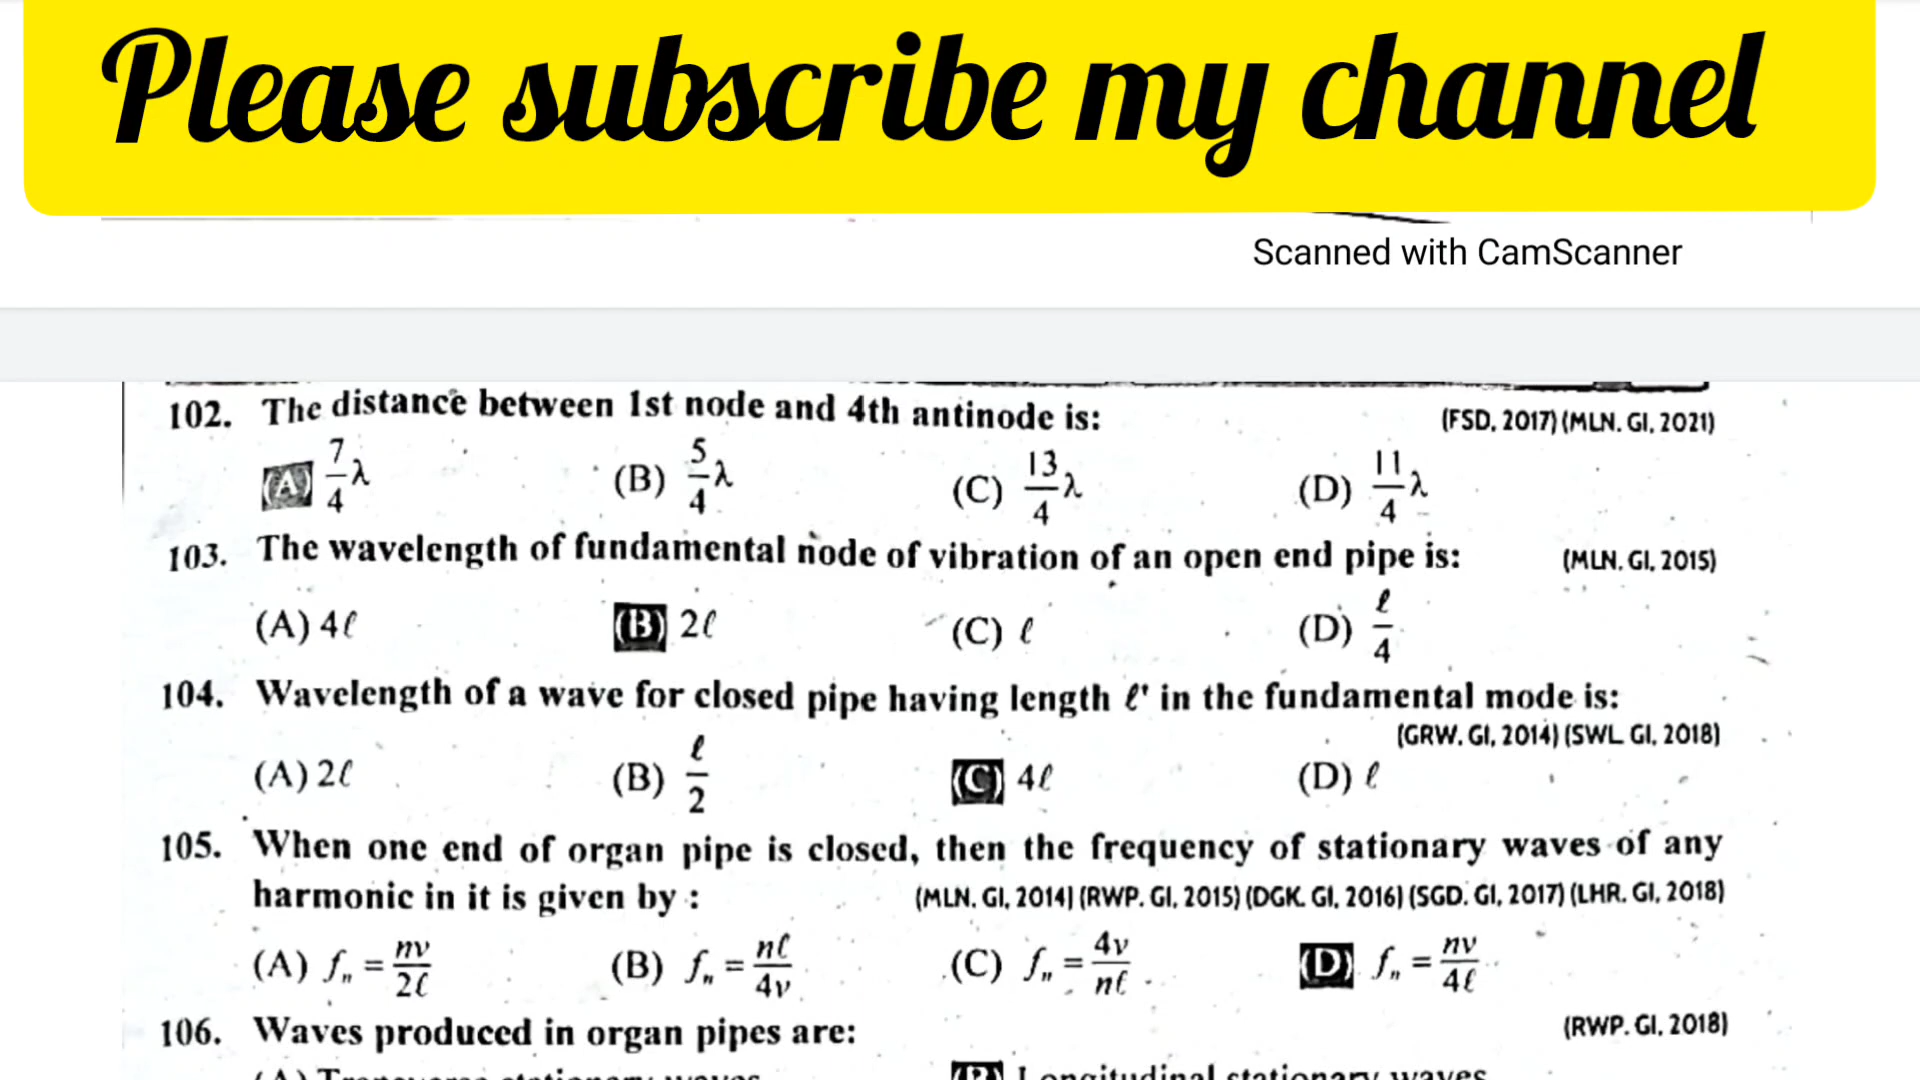 Please subscribe my channel
Scanned with CamScanner
102. The distance between 1st node and 4th antinode is: (FSD, 2017) (MLN. GI, 2021)
(A) 7/4 λ (B) 5/4 λ (C) 13/4 λ (D) 11/4 λ
103. The wavelength of fundamental node of vibration of an open end pipe is: (MLN. GI, 2015)
(A) 4ℓ (B) 2ℓ (C) ℓ (D) ℓ/4
104. Wavelength of a wave for closed pipe having length ℓ' in the fundamental mode is:
(GRW. GI, 2014) (SWL GI, 2018)
(A) 2ℓ (B) ℓ/2 (C) 4ℓ (D) ℓ
105. When one end of organ pipe is closed, then the frequency of stationary waves of any
harmonic in it is given by : (MLN. GI, 2014) (RWP. GI, 2015) (DGK. GI, 2016) (SGD. GI, 2017) (LHR. GI, 2018)
(A) fₙ = nv/2ℓ (B) fₙ = nℓ/4v (C) fₙ = 4v/nℓ (D) fₙ = nv/4ℓ
106. Waves produced in organ pipes are: (RWP. GI, 2018)
(A) Transverse stationary waves (B) Longitudinal stationary waves